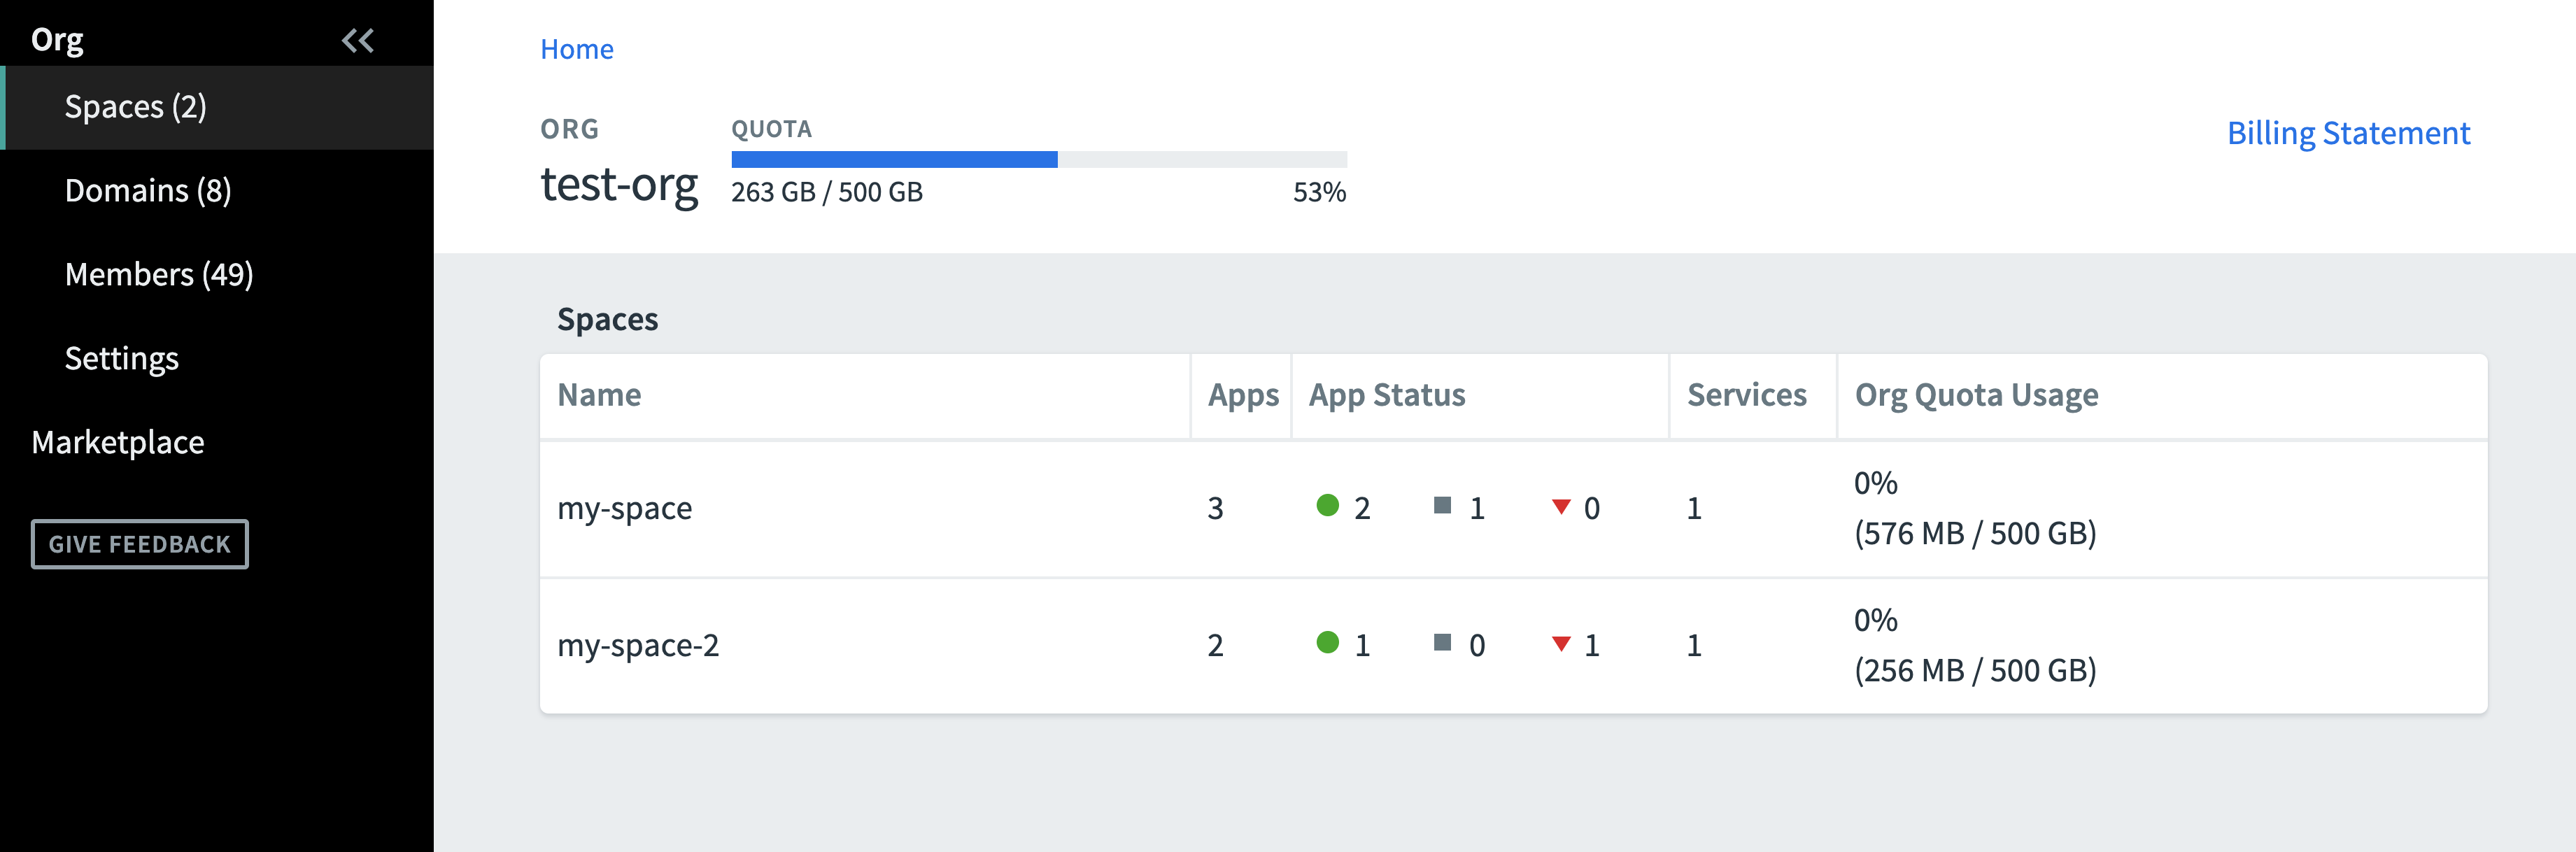 Org
Spaces (2)
Domains (8)
Members (49)
Settings
Marketplace
GIVE FEEDBACK
Home
ORG
test-org
QUOTA
263 GB / 500 GB 53%
Billing Statement
Spaces
Name Apps App Status Services Org Quota Usage
my-space 3 2 1 0 1 0%
(576 MB / 500 GB)
my-space-2 2 1 0 1 1 0%
(256 MB / 500 GB)